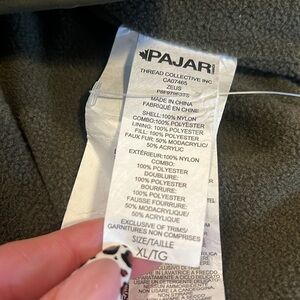 PAJAR
THREAD COLLECTIVE INC
CA07465
ZEUS
MADE IN CHINA
FABRIQUÉ EN CHINE
SHELL:100% NYLON
COMBO:100% POLYESTER
LINING: 100% POLYESTER
FILL: 100% POLYESTER
FAUX FUR: 50% MODACRYLIC/
50% ACRYLIC
EXTÉRIEUR:100% NYLON
COMBO:
100% POLYESTER
DOUBLURE:
100% POLYESTER
BOURRURE:
100% POLYESTER
FAUSSE FOURRURE:
50% MODACRYLIQUE/
50% ACRYLIQUE
EXCLUSIVE OF TRIMS/
GARNITURES NON COMPRISES
SIZE/TAILLE
XL/TG